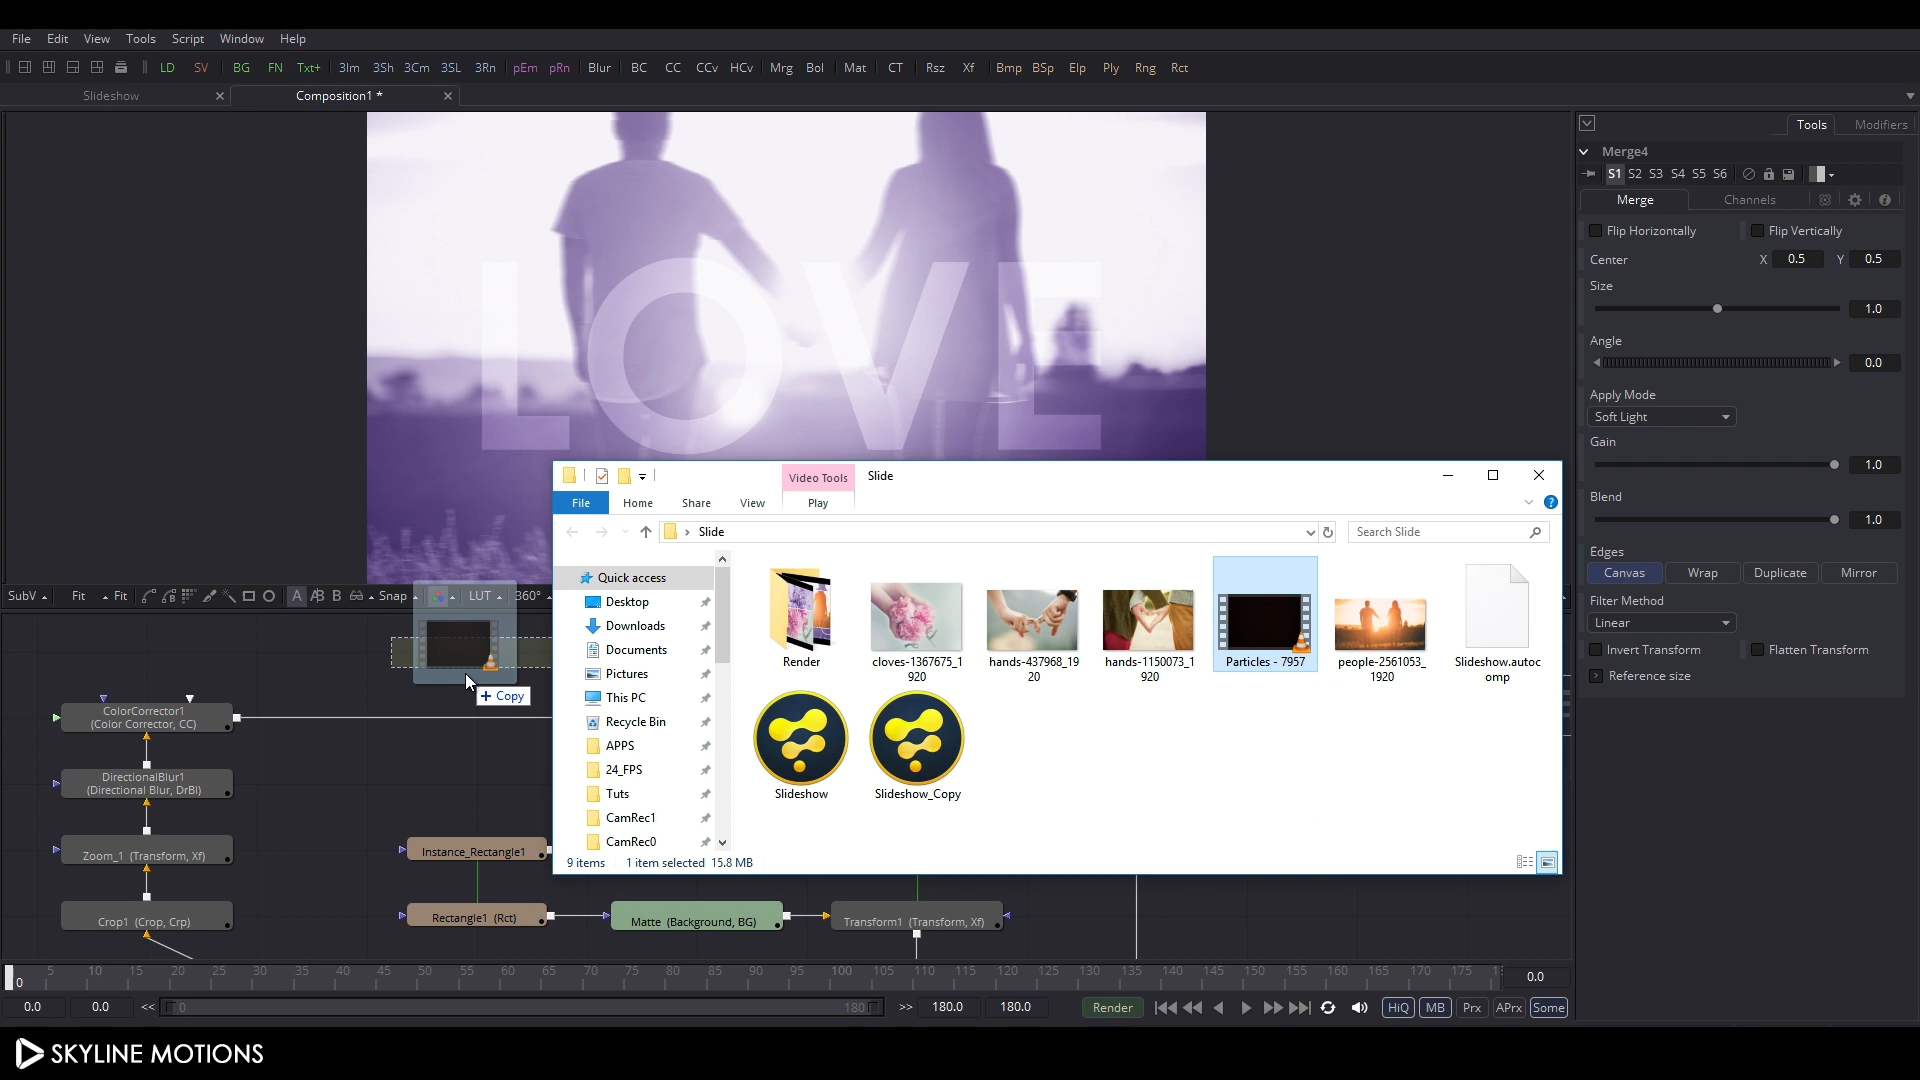 File Edit View Tools Script Window Help
LD SV BG FN Txt+ 3Im 3Sh 3Cm 3SL 3Rn pEm pRn Blur BC CC CCv HCv Mrg Bol Mat CT Rsz Xf Bmp BSp Elp Ply Rng Rct
Slideshow Composition1 *
Tools Modifiers
Merge4
S1 S2 S3 S4 S5 S6
Merge Channels
Flip Horizontally Flip Vertically
Center X 0.5 Y 0.5
Size
1.0
Angle
0.0
Apply Mode
Soft Light
Gain
1.0
Blend
1.0
Edges
Canvas Wrap Duplicate Mirror
Filter Method
Linear
Invert Transform Flatten Transform
Reference size
LOVE
Video Tools Slide
File Home Share View Play
Slide Search Slide
Quick access
Desktop
Downloads
Documents
Pictures
This PC
Recycle Bin
APPS
24_FPS
Tuts
CamRec1
CamRec0
Render
cloves-1367675_1
920
hands-437968_19
20
hands-1150073_1
920
Particles - 7957
people-2561053_
1920
Slideshow.autoc
omp
Slideshow
Slideshow_Copy
9 items 1 item selected 15.8 MB
SubV Fit Fit A B Snap LUT 360°
+ Copy
ColorCorrector1
(Color Corrector, CC)
DirectionalBlur1
(Directional Blur, DrBl)
Zoom_1 (Transform, Xf)
Crop1 (Crop, Crp)
Instance_Rectangle1
Rectangle1 (Rct)
Matte (Background, BG)
Transform1 (Transform, Xf)
0 5 10 15 20 25 30 35 40 45 50 55 60 65 70 75 80 85 90 95 100 105 110 115 120 125 130 135 140 145 150 155 160 165 170 175 0.0
0.0 0.0 << 0 180 >> 180.0 180.0 Render HiQ MB Prx APrx Some
SKYLINE MOTIONS